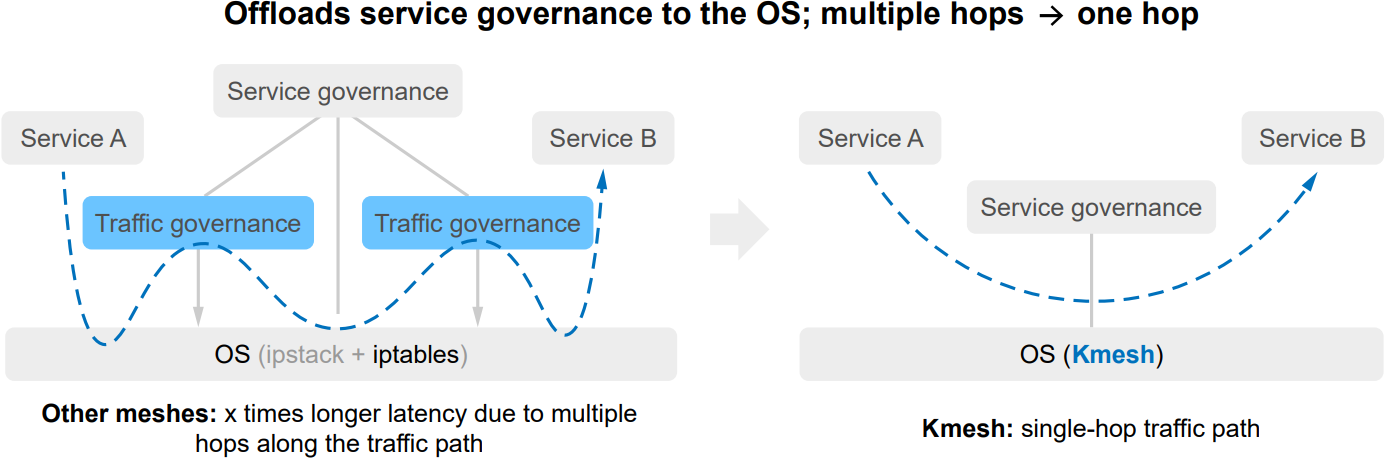 Offloads service governance to the OS; multiple hops → one hop
Service governance
Service A
Service B
Traffic governance
Traffic governance
OS (ipstack + iptables)
Other meshes: x times longer latency due to multiple
hops along the traffic path
Service A
Service B
Service governance
OS (Kmesh)
Kmesh: single-hop traffic path